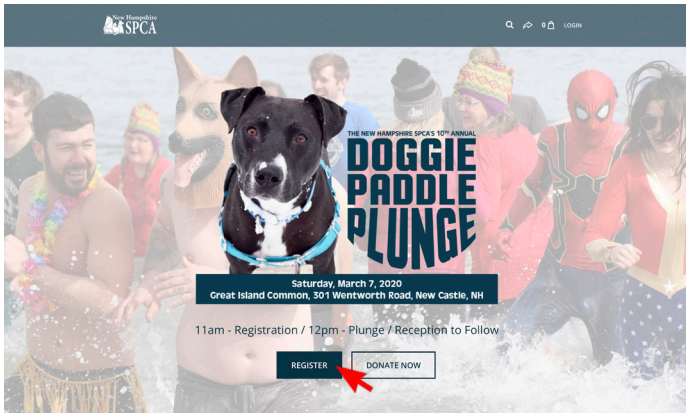 New Hampshire
SPCA
0
LOGIN
THE NEW HAMPSHIRE SPCA'S 10TH ANNUAL
DOGGIE
PADDLE
PLUNGE
Saturday, March 7, 2020
Great Island Common, 301 Wentworth Road, New Castle, NH
11am - Registration / 12pm - Plunge / Reception to Follow
REGISTER
DONATE NOW